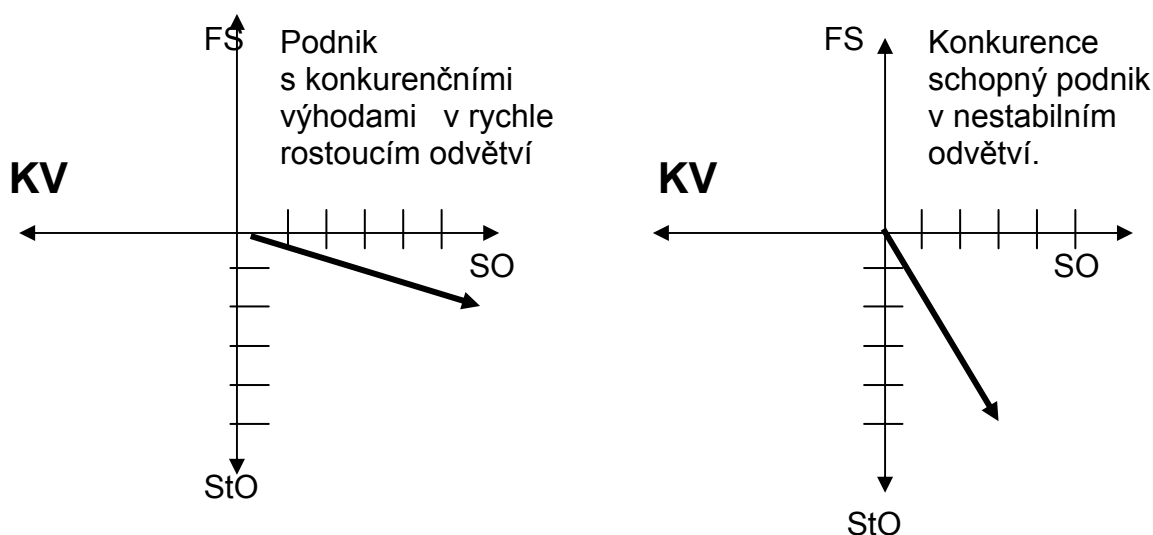 FS
Podnik
s konkurenčními
výhodami v rychle
rostoucím odvětví
KV
SO
StO
FS
Konkurence
schopný podnik
v nestabilním
odvětví.
KV
SO
StO